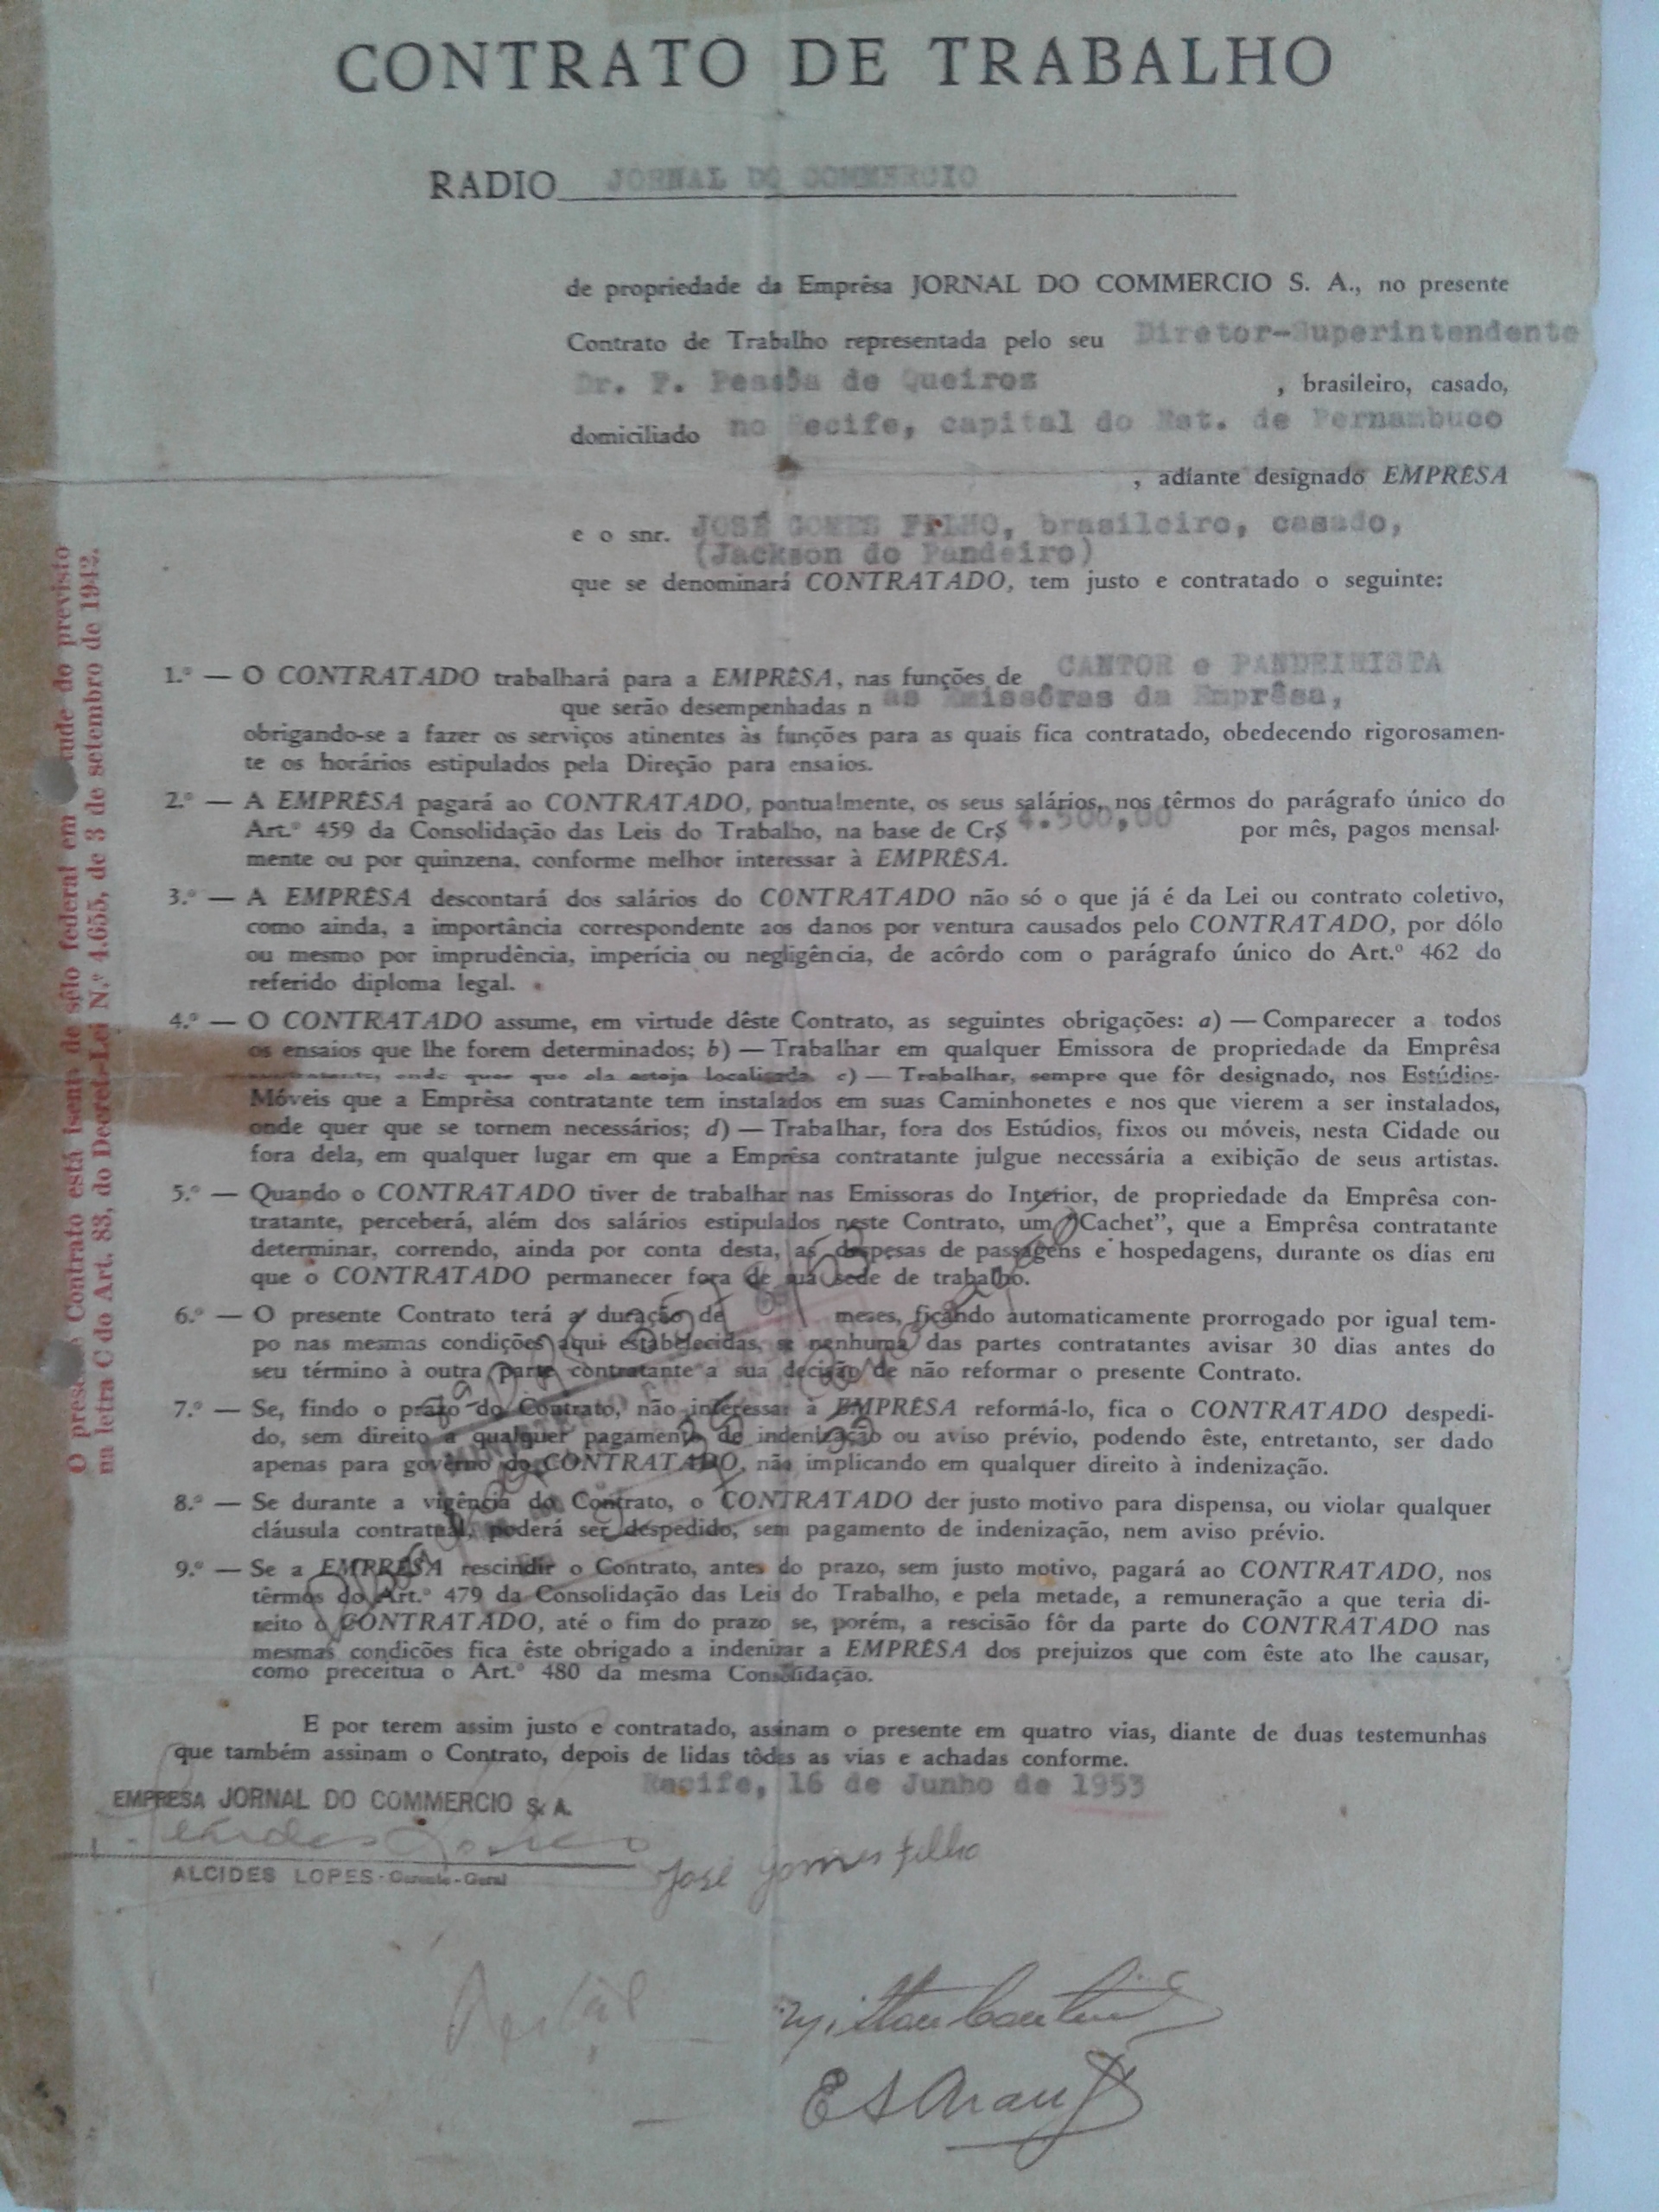 CONTRATO DE TRABALHO
RADIO JORNAL DO COMMERCIO
de propriedade da Emprêsa JORNAL DO COMMERCIO S. A., no presente
Contrato de Trabalho representada pelo seu Diretor-Superintendente
Dr. F. Pessôa de Queiros , brasileiro, casado,
domiciliado no Recife, capital do Est. de Pernambuco
, adiante designado EMPRÊSA
e o snr. JOSÉ GOMES FILHO, brasileiro, casado,
(Jackson do Pandeiro)
que se denominará CONTRATADO, tem justo e contratado o seguinte:
1.º — O CONTRATADO trabalhará para a EMPRÊSA, nas funções de CANTOR e PANDEIRISTA
que serão desempenhadas nas Emissôras da Emprêsa,
obrigando-se a fazer os serviços atinentes às funções para as quais fica contratado, obedecendo rigorosamen-
te os horários estipulados pela Direção para ensaios.
2.º — A EMPRÊSA pagará ao CONTRATADO, pontualmente, os seus salários, nos têrmos do parágrafo único do
Art.º 459 da Consolidação das Leis do Trabalho, na base de Cr$ 4.500,00 por mês, pagos mensal-
mente ou por quinzena, conforme melhor interessar à EMPRÊSA.
3.º — A EMPRÊSA descontará dos salários do CONTRATADO não só o que já é da Lei ou contrato coletivo,
como ainda, a importância correspondente aos danos por ventura causados pelo CONTRATADO, por dólo
ou mesmo por imprudência, imperícia ou negligência, de acôrdo com o parágrafo único do Art.º 462 do
referido diploma legal.
4.º — O CONTRATADO assume, em virtude dêste Contrato, as seguintes obrigações: a) — Comparecer a todos
os ensaios que lhe forem determinados; b) — Trabalhar em qualquer Emissora de propriedade da Emprêsa
contratante, onde quer que ela esteja localisada. c) — Trabalhar, sempre que fôr designado, nos Estúdios-
Móveis que a Emprêsa contratante tem instalados em suas Caminhonetes e nos que vierem a ser instalados,
onde quer que se tornem necessários; d) — Trabalhar, fora dos Estúdios, fixos ou móveis, nesta Cidade ou
fora dela, em qualquer lugar em que a Emprêsa contratante julgue necessária a exibição de seus artistas.
5.º — Quando o CONTRATADO tiver de trabalhar nas Emissoras do Interior, de propriedade da Emprêsa con-
tratante, perceberá, além dos salários estipulados neste Contrato, um "Cachet", que a Emprêsa contratante
determinar, correndo, ainda por conta desta, as despesas de passagens e hospedagens, durante os dias em
que o CONTRATADO permanecer fora de sua sede de trabalho.
6.º — O presente Contrato terá a duração de meses, ficando automaticamente prorrogado por igual tem-
po nas mesmas condições aqui estabelecidas, se nenhuma das partes contratantes avisar 30 dias antes do
seu término à outra parte contratante a sua decisão de não reformar o presente Contrato.
7.º — Se, findo o prazo do Contrato, não interessar à EMPRÊSA reformá-lo, fica o CONTRATADO despedi-
do, sem direito a qualquer pagamento de indenização ou aviso prévio, podendo êste, entretanto, ser dado
apenas para govêrno do CONTRATADO, não implicando em qualquer direito à indenização.
8.º — Se durante a vigência do Contrato, o CONTRATADO der justo motivo para dispensa, ou violar qualquer
cláusula contratual, poderá ser despedido, sem pagamento de indenização, nem aviso prévio.
9.º — Se a EMPRÊSA rescindir o Contrato, antes do prazo, sem justo motivo, pagará ao CONTRATADO, nos
têrmos do Art.º 479 da Consolidação das Leis do Trabalho, e pela metade, a remuneração a que teria di-
reito o CONTRATADO, até o fim do prazo se, porém, a rescisão fôr da parte do CONTRATADO nas
mesmas condições fica êste obrigado a indenizar a EMPRÊSA dos prejuizos que com êste ato lhe causar,
como preceitua o Art.º 480 da mesma Consolidação.
E por terem assim justo e contratado, assinam o presente em quatro vias, diante de duas testemunhas
que também assinam o Contrato, depois de lidas tôdas as vias e achadas conforme.
Recife, 16 de Junho de 1953
EMPRESA JORNAL DO COMMERCIO S. A.
Alcides Lopes
ALCIDES LOPES - Gerente-Geral
José Gomes Filho
O Contrato está isento de sêlo federal em do previsto
na letra C do Art. 83, do Decreto-Lei N.º 4.655, de 3 de setembro de 1942.